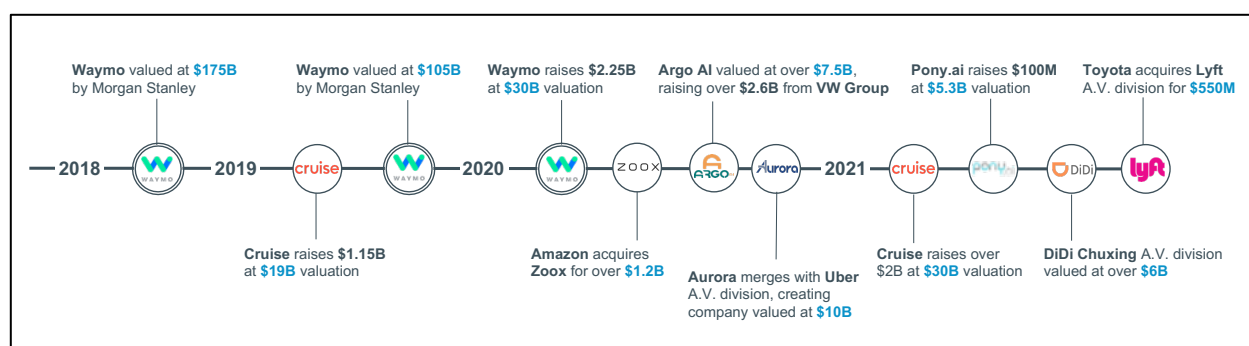 Waymo valued at $175B
by Morgan Stanley
Waymo valued at $105B
by Morgan Stanley
Waymo raises $2.25B
at $30B valuation
Argo AI valued at over $7.5B,
raising over $2.6B from VW Group
Pony.ai raises $100M
at $5.3B valuation
Toyota acquires Lyft
A.V. division for $550M
2018
WAYMO
2019
cruise
WAYMO
2020
WAYMO
ZOOX
ARGO
Aurora
2021
cruise
pony
DiDi
lyft
Cruise raises $1.15B
at $19B valuation
Amazon acquires
Zoox for over $1.2B
Aurora merges with Uber
A.V. division, creating
company valued at $10B
Cruise raises over
$2B at $30B valuation
DiDi Chuxing A.V. division
valued at over $6B